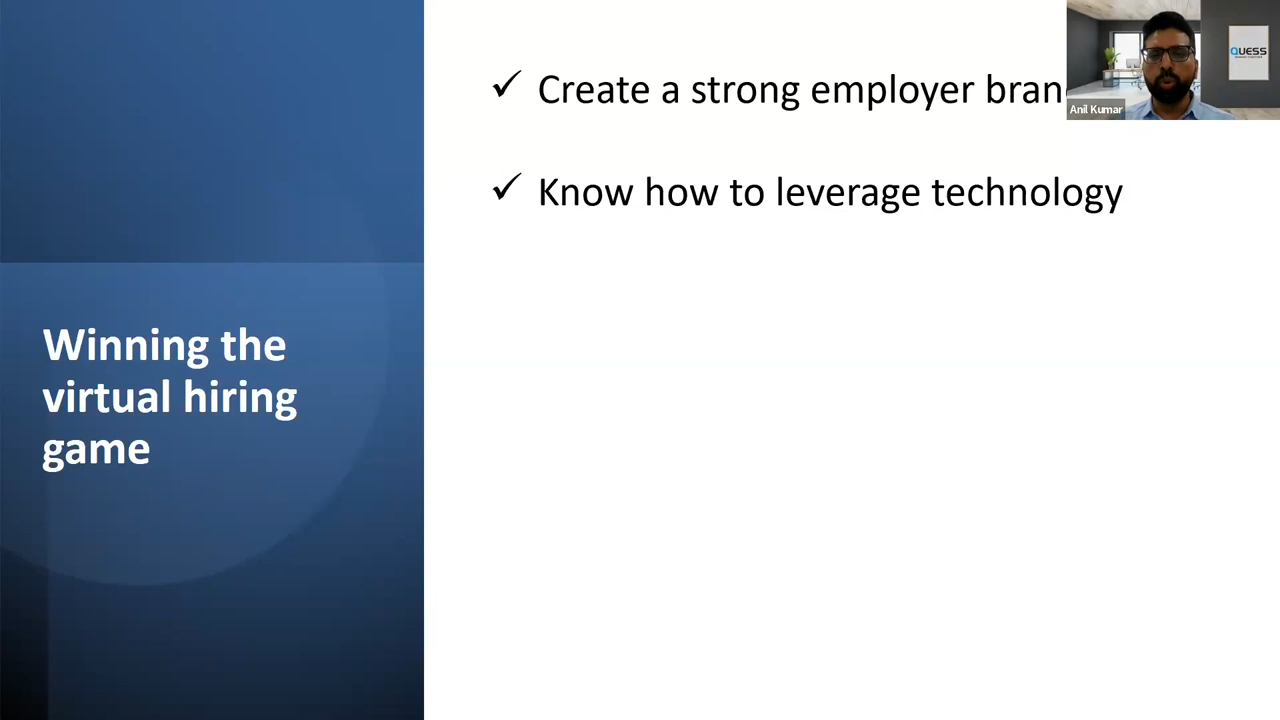 Create a strong employer bran
Know how to leverage technology
Winning the
virtual hiring
game
QUESS
Anil Kumar